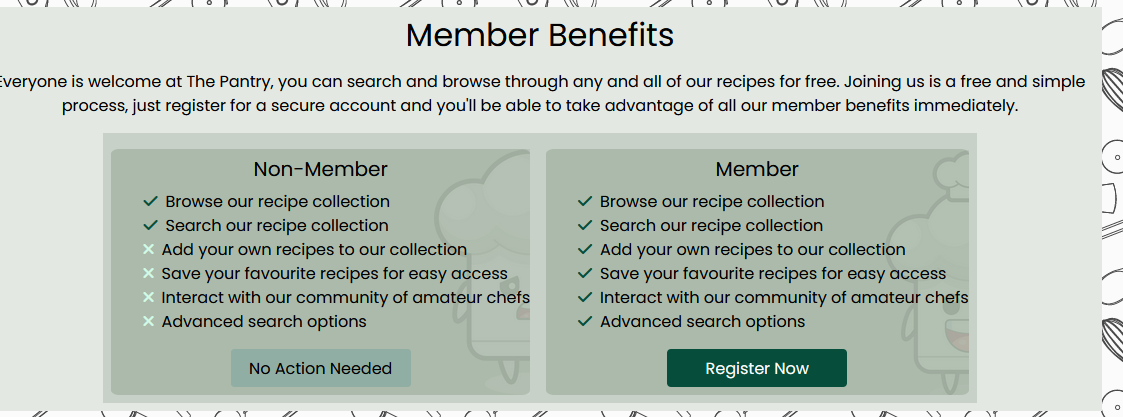 Member Benefits
Everyone is welcome at The Pantry, you can search and browse through any and all of our recipes for free. Joining us is a free and simple
process, just register for a secure account and you'll be able to take advantage of all our member benefits immediately.
Non-Member
Browse our recipe collection
Search our recipe collection
Add your own recipes to our collection
Save your favourite recipes for easy access
Interact with our community of amateur chefs
Advanced search options
No Action Needed
Member
Browse our recipe collection
Search our recipe collection
Add your own recipes to our collection
Save your favourite recipes for easy access
Interact with our community of amateur chefs
Advanced search options
Register Now